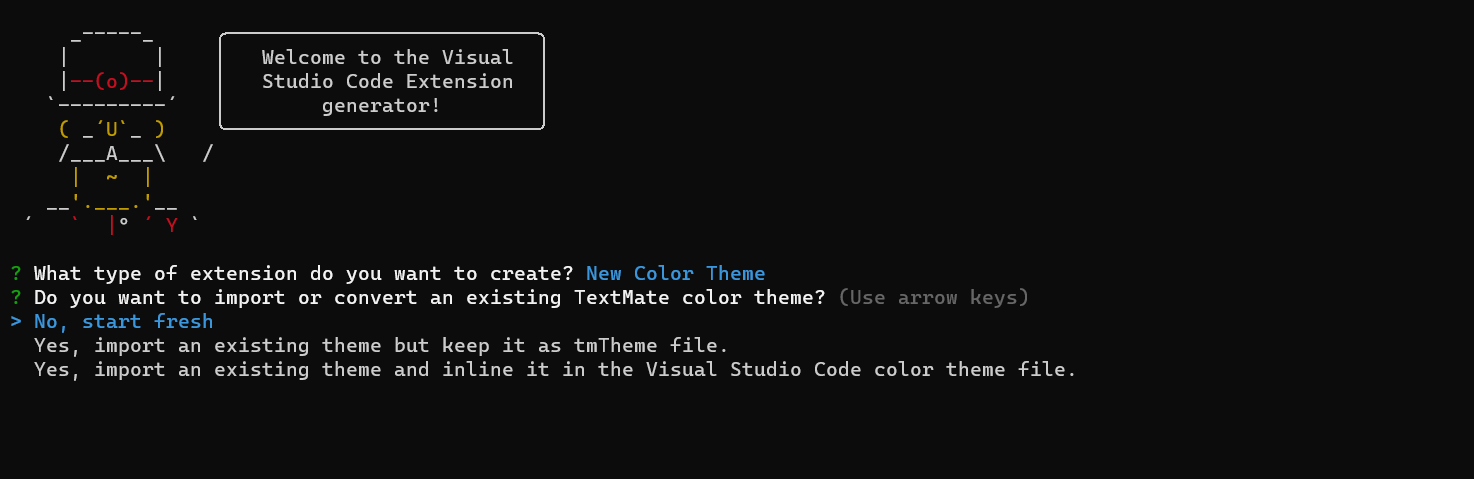 Welcome to the Visual
Studio Code Extension
generator!
? What type of extension do you want to create? New Color Theme
? Do you want to import or convert an existing TextMate color theme? (Use arrow keys)
> No, start fresh
Yes, import an existing theme but keep it as tmTheme file.
Yes, import an existing theme and inline it in the Visual Studio Code color theme file.